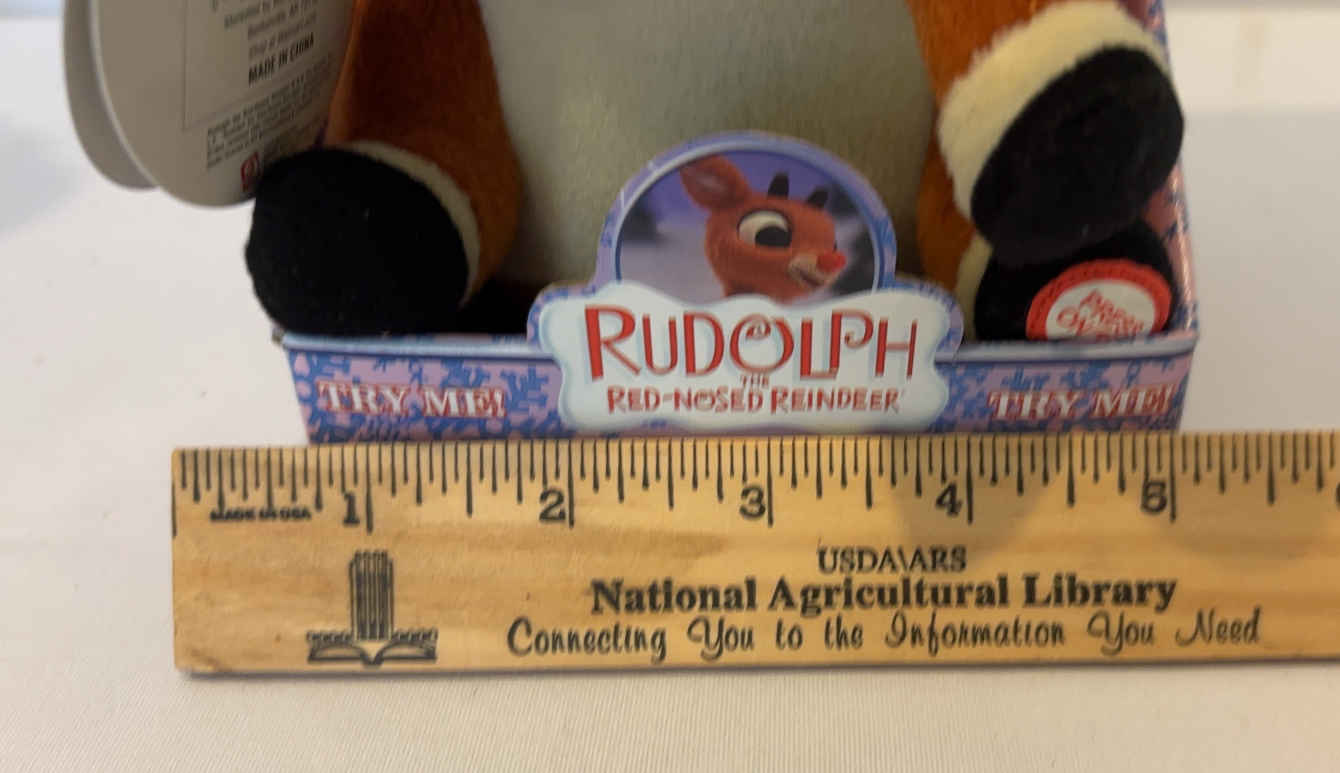 MADE IN CHINA
RUDOLPH
THE
RED-NOSED REINDEER
TRY ME!
TRY ME!
1 2 3 4 5
MADE IN USA
USDA\ARS
National Agricultural Library
Connecting You to the Information You Need